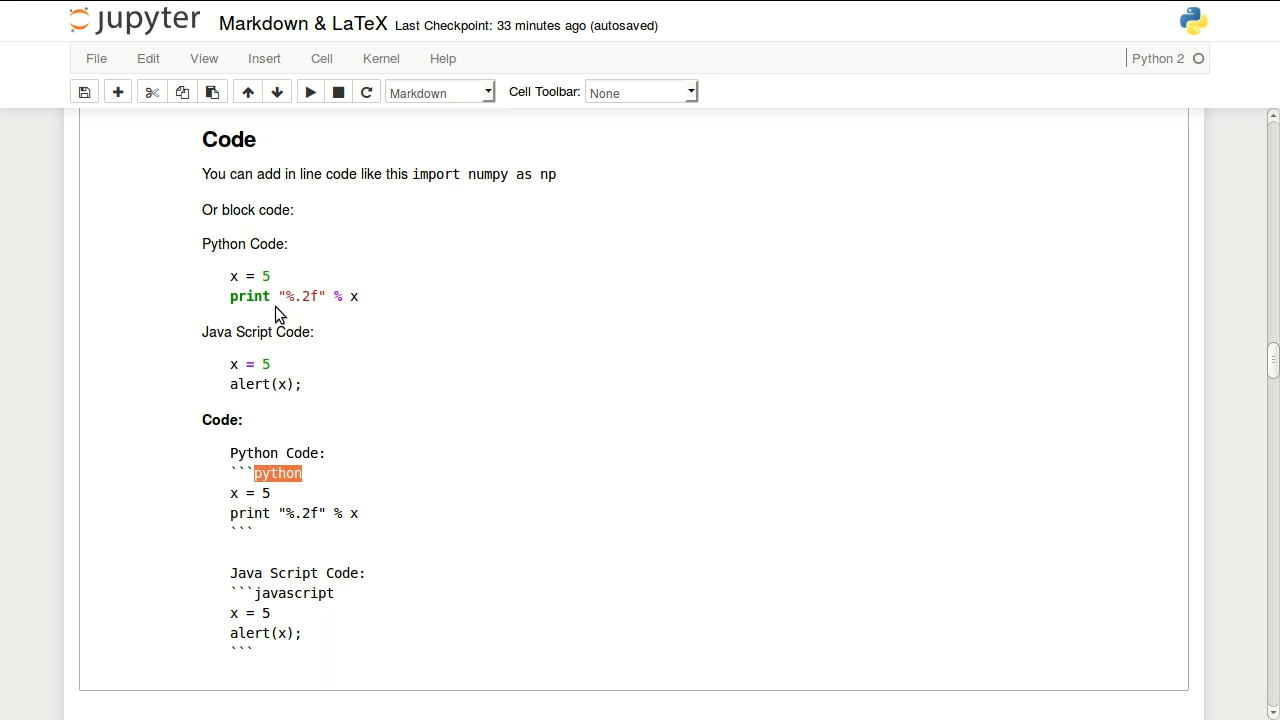 jupyter Markdown & LaTeX Last Checkpoint: 33 minutes ago (autosaved)
File Edit View Insert Cell Kernel Help Python 2
Markdown Cell Toolbar: None
Code
You can add in line code like this import numpy as np
Or block code:
Python Code:
x = 5
print "%.2f" % x
Java Script Code:
x = 5
alert(x);
Code:
Python Code:
```python
x = 5
print "%.2f" % x
```
Java Script Code:
```javascript
x = 5
alert(x);
```